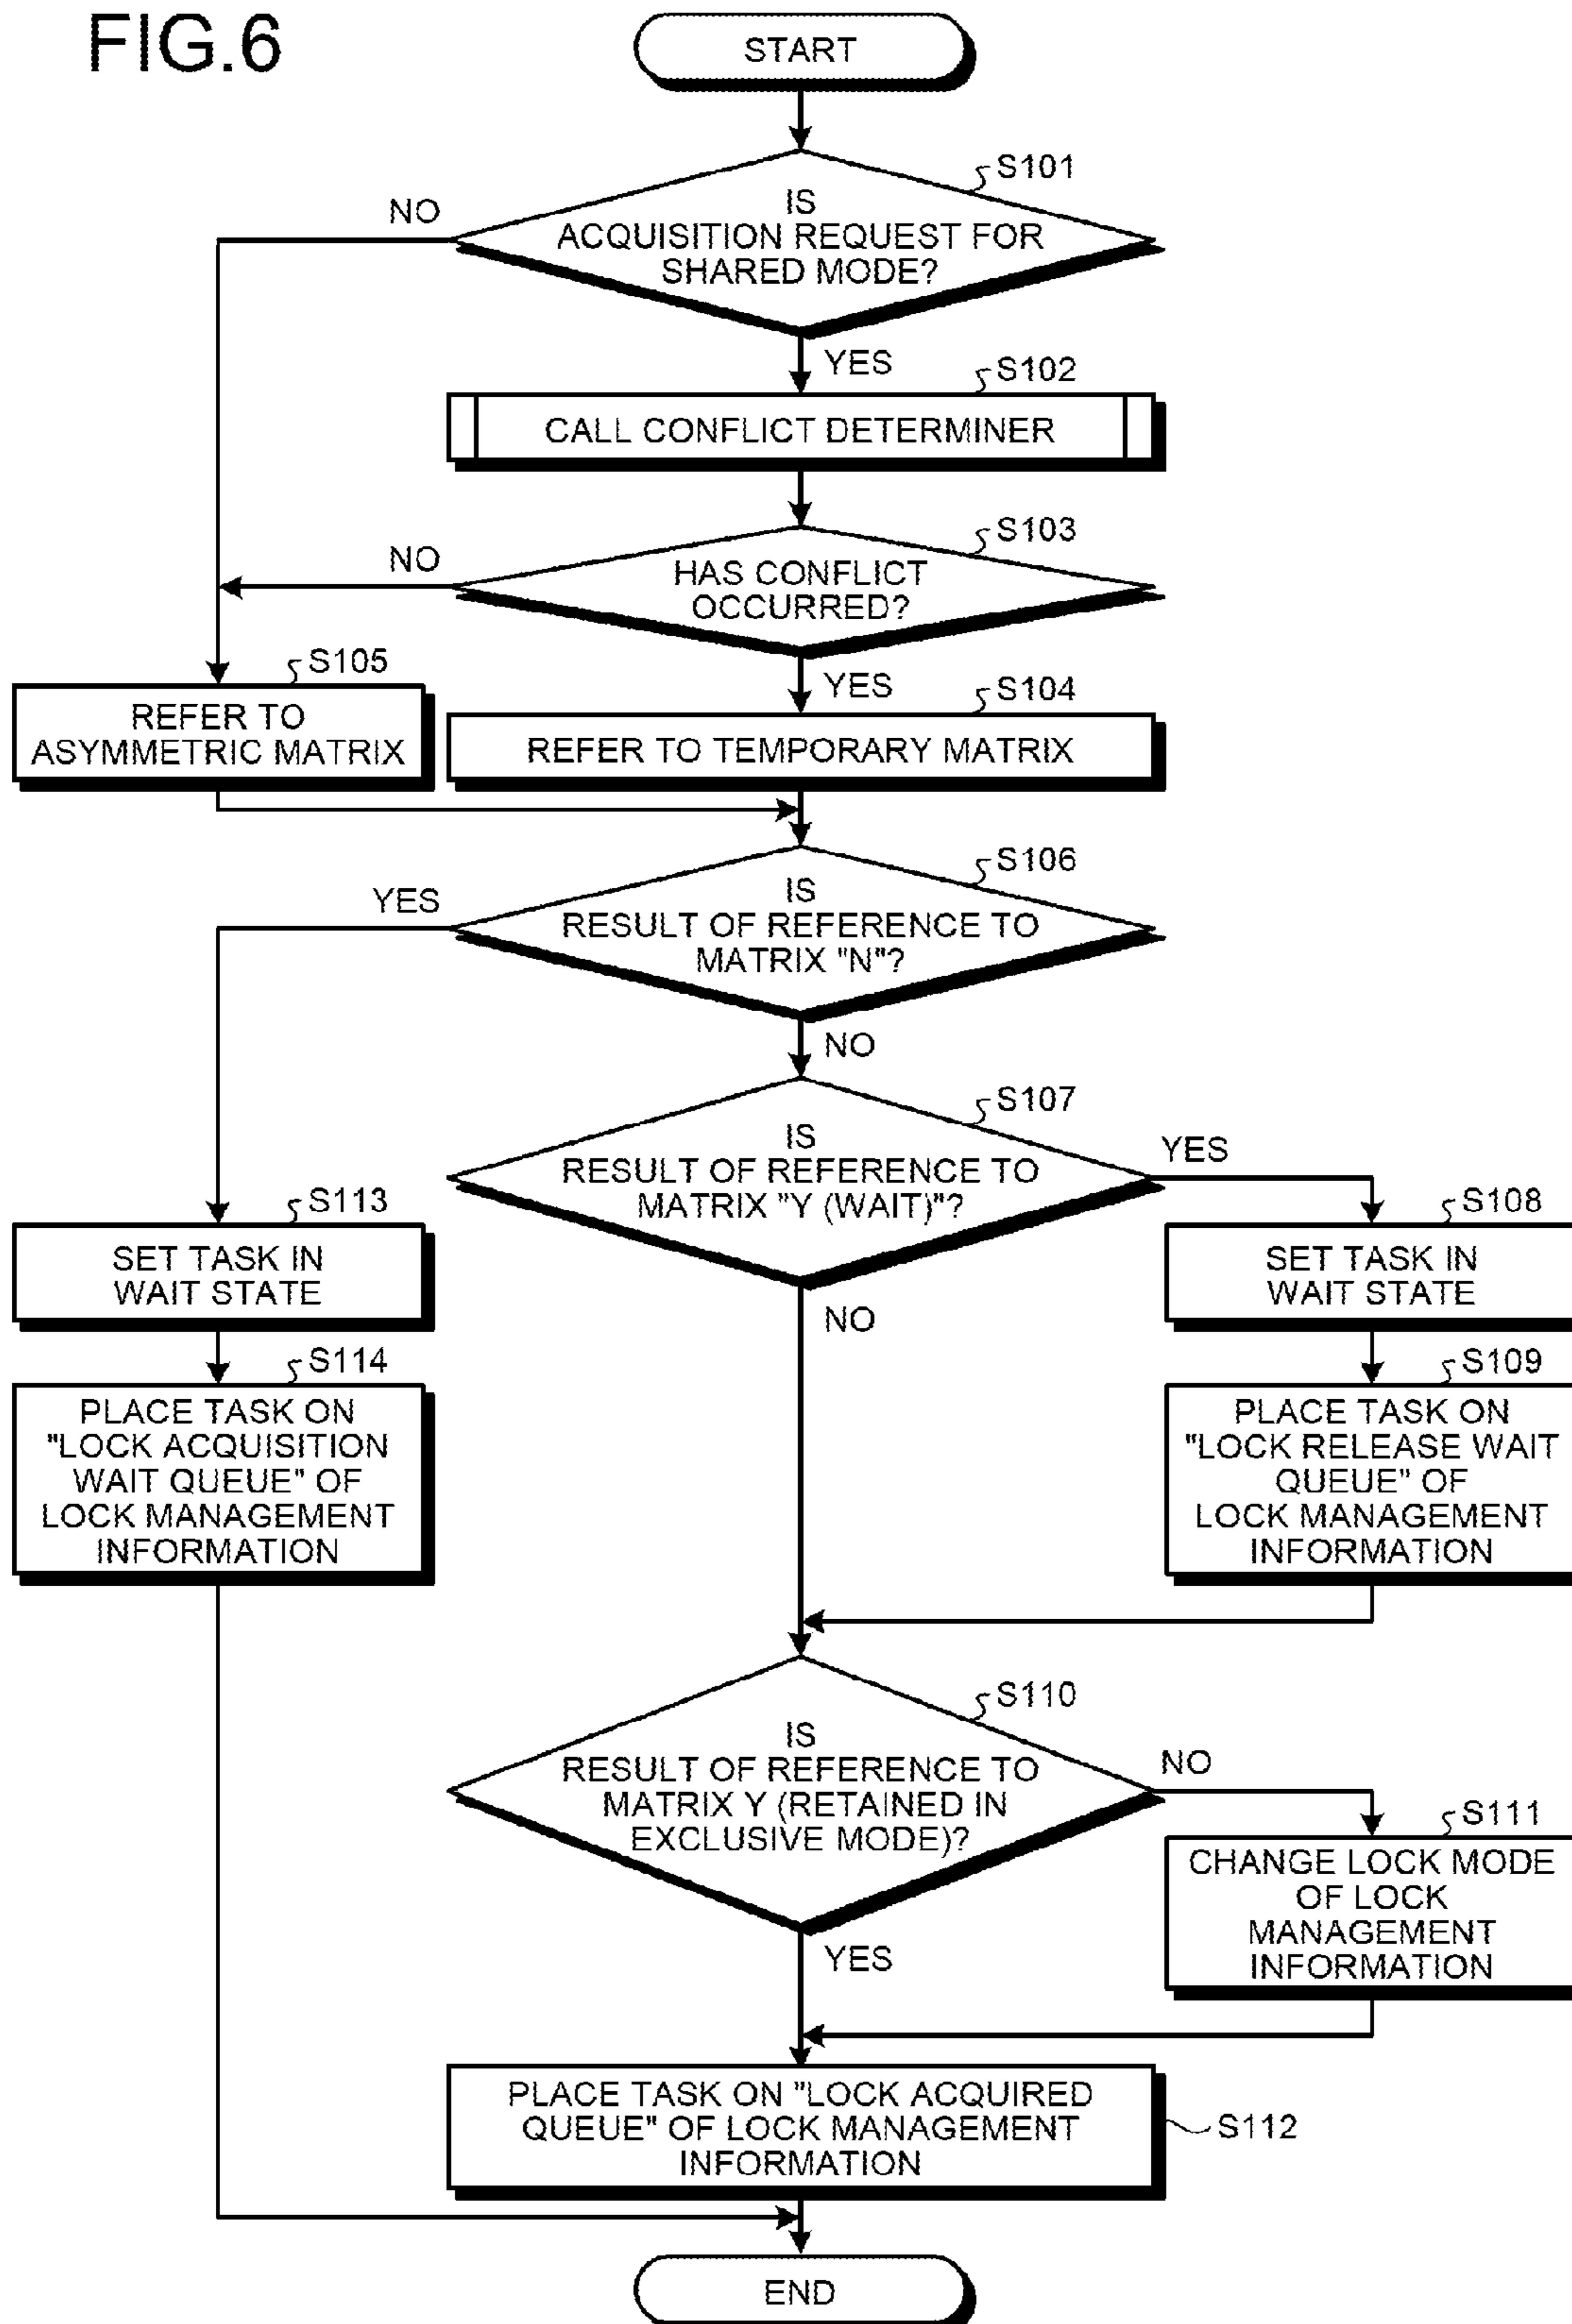 FIG.6
START
S101
NO
IS
ACQUISITION REQUEST FOR
SHARED MODE?
YES
S102
CALL CONFLICT DETERMINER
S103
NO
HAS CONFLICT
OCCURRED?
S105
YES
S104
REFER TO
ASYMMETRIC MATRIX
REFER TO TEMPORARY MATRIX
S106
YES
IS
RESULT OF REFERENCE TO
MATRIX "N"?
NO
S107
IS
RESULT OF REFERENCE TO
MATRIX "Y (WAIT)"?
YES
S113
S108
SET TASK IN
WAIT STATE
SET TASK IN
WAIT STATE
NO
S114
S109
PLACE TASK ON
"LOCK ACQUISITION
WAIT QUEUE" OF
LOCK MANAGEMENT
INFORMATION
PLACE TASK ON
"LOCK RELEASE WAIT
QUEUE" OF
LOCK MANAGEMENT
INFORMATION
S110
IS
RESULT OF REFERENCE TO
MATRIX Y (RETAINED IN
EXCLUSIVE MODE)?
NO
S111
CHANGE LOCK MODE
OF LOCK
MANAGEMENT
INFORMATION
YES
PLACE TASK ON "LOCK ACQUIRED
QUEUE" OF LOCK MANAGEMENT
INFORMATION
S112
END